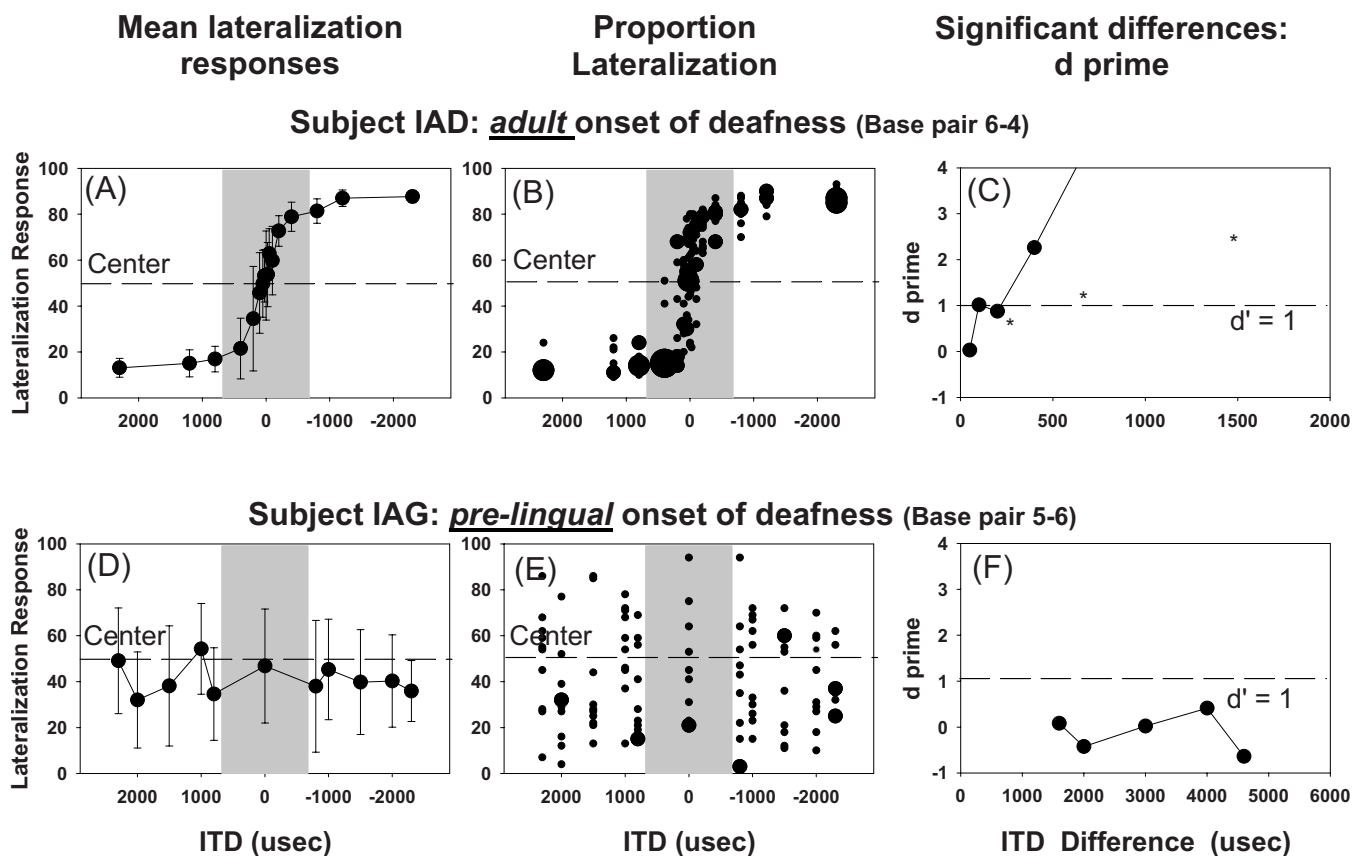 Mean lateralization
responses
Proportion
Lateralization
Significant differences:
d prime
Subject IAD: adult onset of deafness (Base pair 6-4)
Lateralization Response
100
80
60
40
20
0
(A)
Center
2000 1000 0 -1000 -2000
100
80
60
40
20
0
(B)
Center
2000 1000 0 -1000 -2000
d prime
4
3
2
1
0
-1
(C)
*
*
*
d' = 1
0 500 1000 1500 2000
Subject IAG: pre-lingual onset of deafness (Base pair 5-6)
Lateralization Response
100
80
60
40
20
0
(D)
Center
2000 1000 0 -1000 -2000
ITD (usec)
100
80
60
40
20
0
(E)
Center
2000 1000 0 -1000 -2000
ITD (usec)
d prime
4
3
2
1
0
-1
(F)
d' = 1
0 1000 2000 3000 4000 5000 6000
ITD Difference (usec)